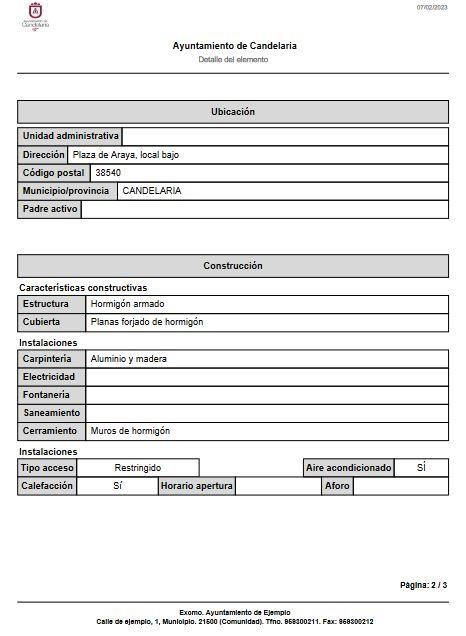 07/02/2023
Ayuntamiento de
Candelaria
Ayuntamiento de Candelaria
Detalle del elemento
Ubicación
Unidad administrativa
Dirección Plaza de Araya, local bajo
Código postal 38540
Municipio/provincia CANDELARIA
Padre activo
Construcción
Características constructivas
Estructura Hormigón armado
Cubierta Planas forjado de hormigón
Instalaciones
Carpintería Aluminio y madera
Electricidad
Fontanería
Saneamiento
Cerramiento Muros de hormigón
Instalaciones
Tipo acceso Restringido Aire acondicionado SÍ
Calefacción Sí Horario apertura Aforo
Página: 2 / 3
Excmo. Ayuntamiento de Ejemplo
Calle de ejemplo, 1, Municipio. 21500 (Comunidad). Tfno. 959300211. Fax: 959300212